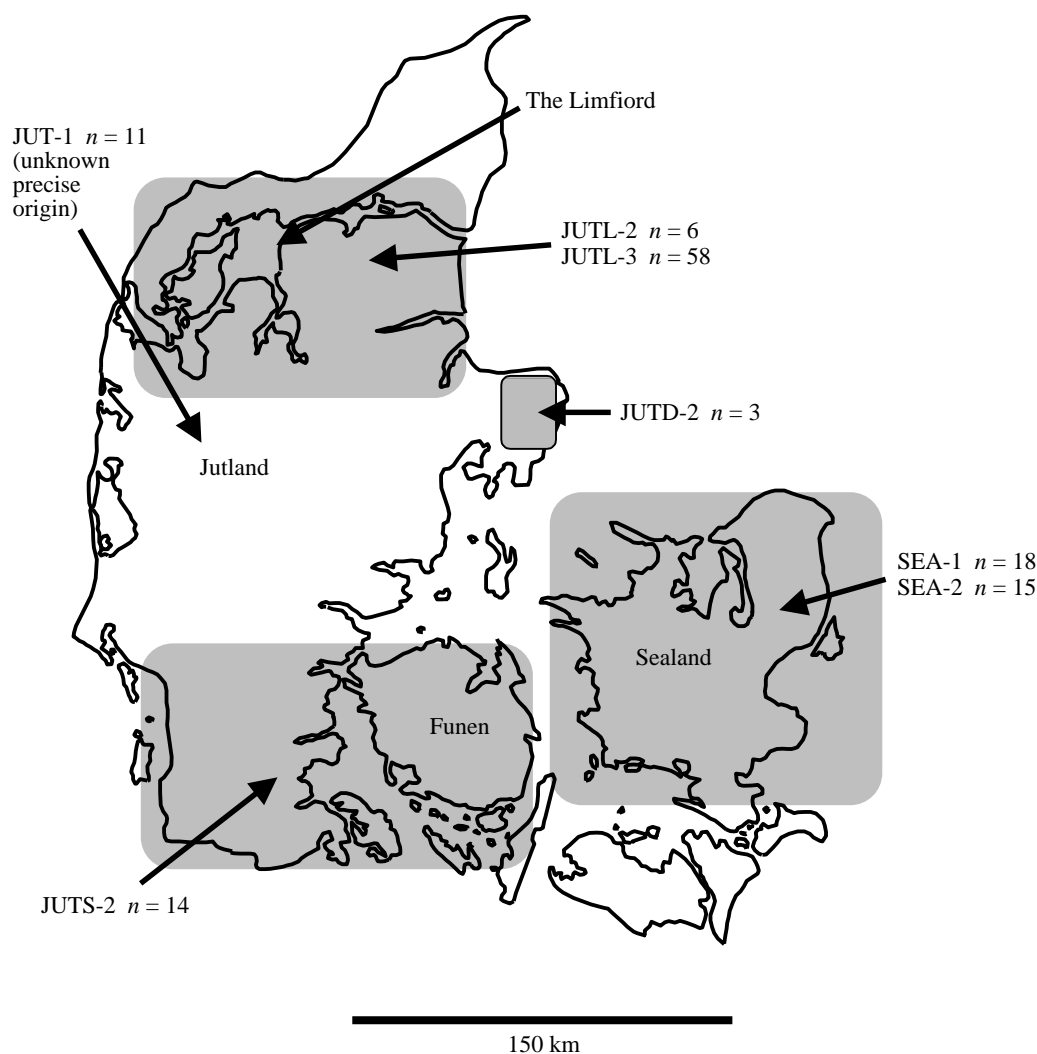 The Limfiord
JUT-1 n = 11
(unknown
precise
origin)
JUTL-2 n = 6
JUTL-3 n = 58
JUTD-2 n = 3
Jutland
SEA-1 n = 18
SEA-2 n = 15
Sealand
Funen
JUTS-2 n = 14
150 km